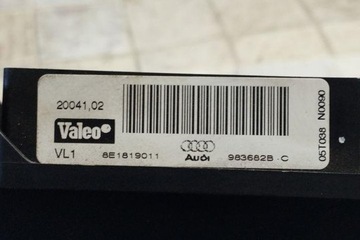 20041,02
Valeo
VL1
8E1819011
Audi
983682B-C
05T038 N0090